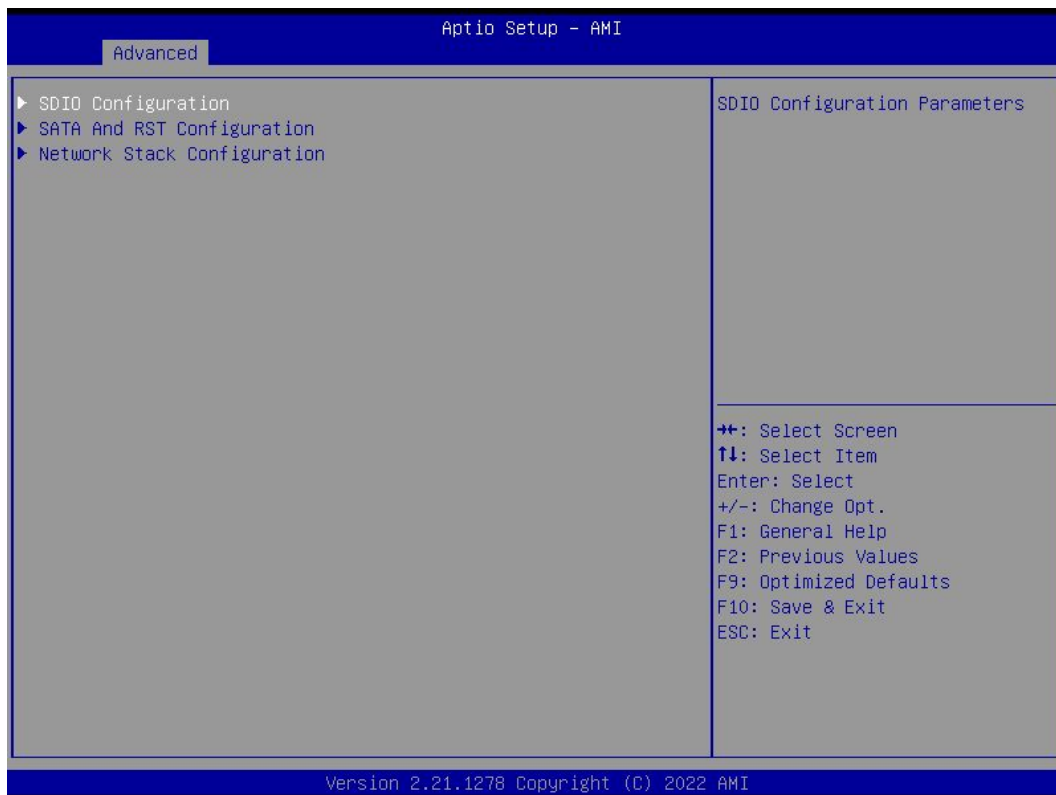 Aptio Setup – AMI
Advanced
▶ SDIO Configuration
▶ SATA And RST Configuration
▶ Network Stack Configuration
SDIO Configuration Parameters
→←: Select Screen
↑↓: Select Item
Enter: Select
+/-: Change Opt.
F1: General Help
F2: Previous Values
F9: Optimized Defaults
F10: Save & Exit
ESC: Exit
Version 2.21.1278 Copyright (C) 2022 AMI